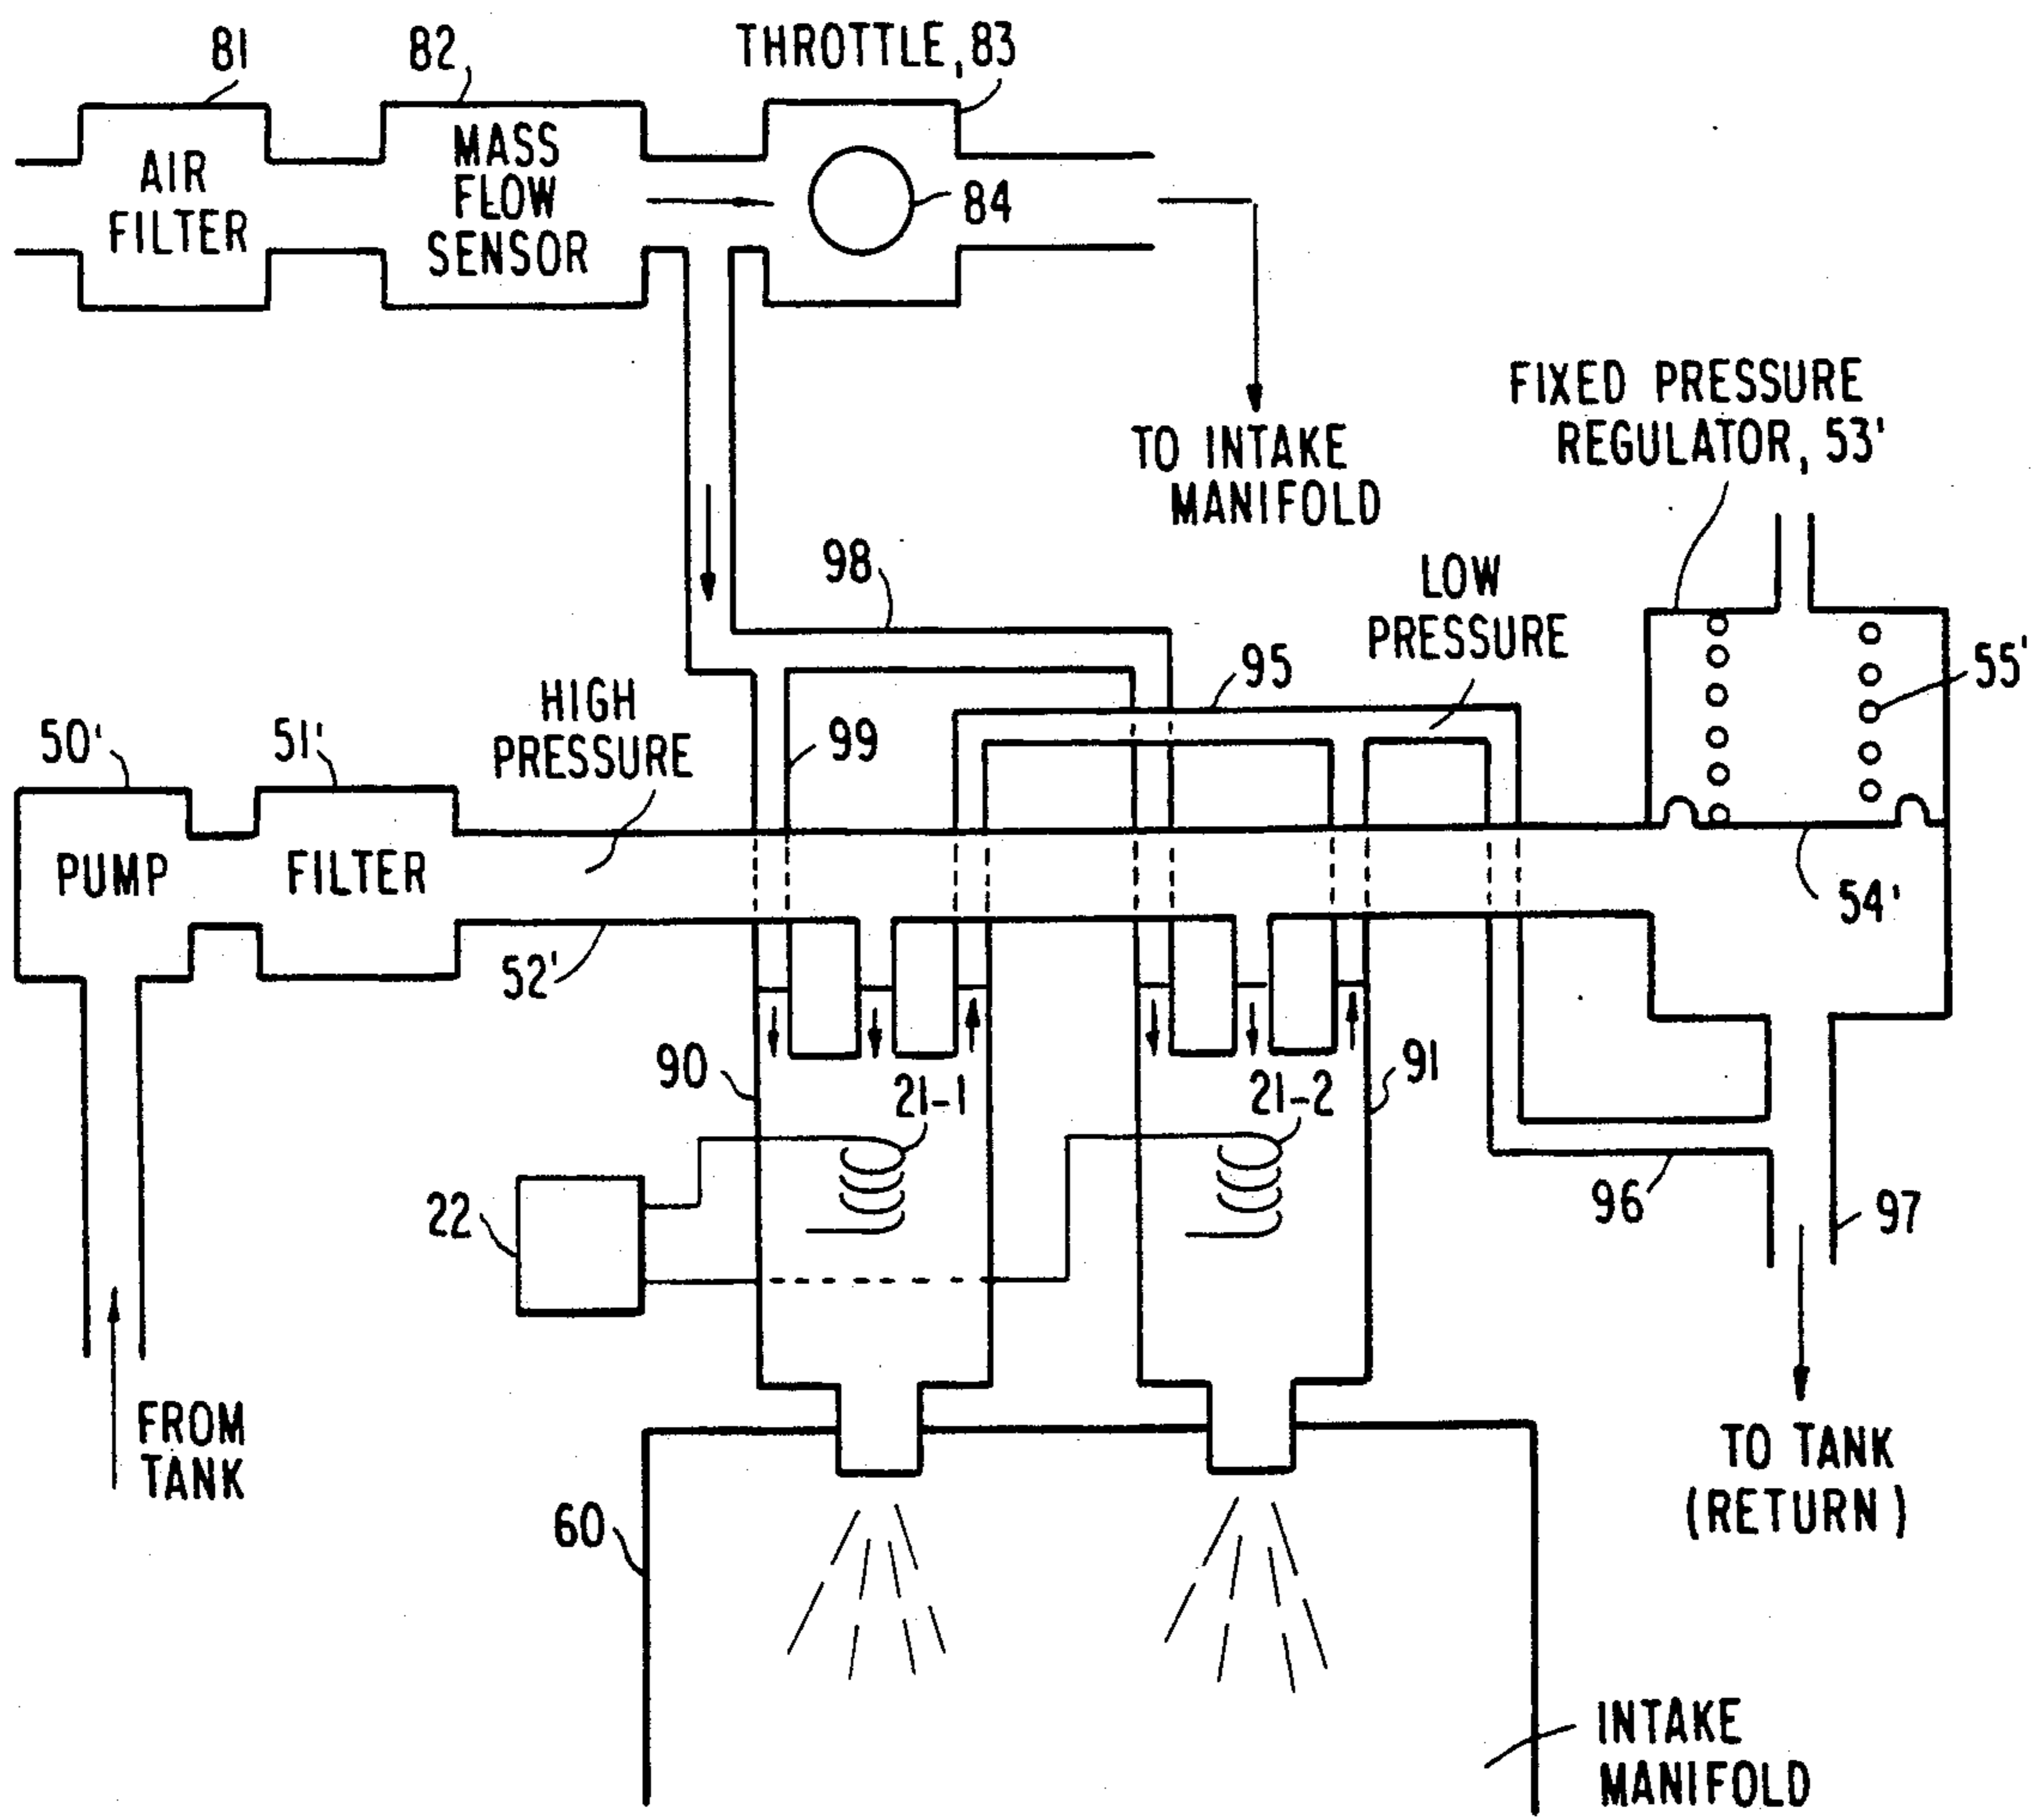 81
82
THROTTLE, 83
AIR
FILTER
MASS
FLOW
SENSOR
84
TO INTAKE
MANIFOLD
FIXED PRESSURE
REGULATOR, 53'
98
LOW
PRESSURE
95
55'
HIGH
PRESSURE
99
50'
51'
PUMP
FILTER
54'
52'
90
21-1
21-2
91
22
96
97
FROM
TANK
TO TANK
(RETURN)
60
INTAKE
MANIFOLD